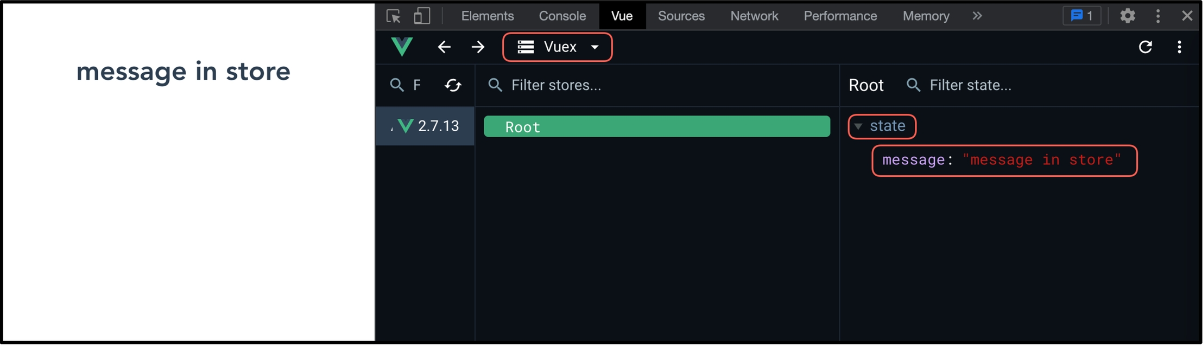 message in store
Elements Console Vue Sources Network Performance Memory 1
Vuex
F Filter stores... Root Filter state...
2.7.13 Root state
message: "message in store"